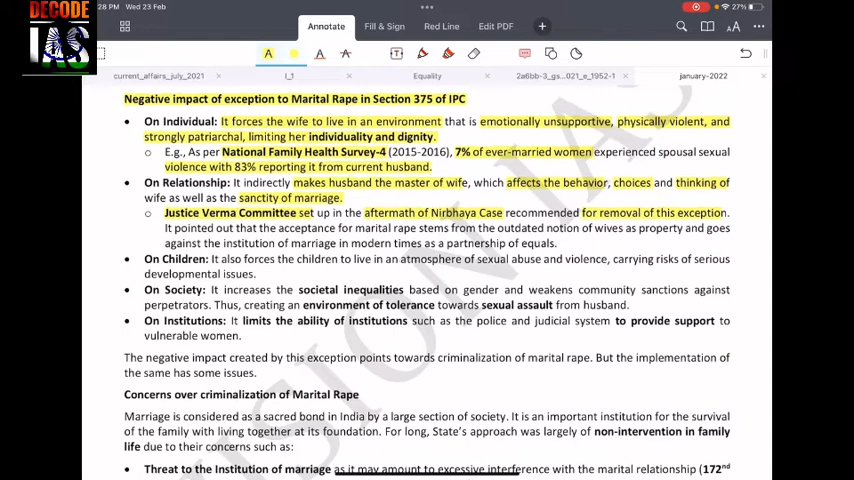 DECODE
IAS
28 PM Wed 23 Feb
27%
Annotate Fill & Sign Red Line Edit PDF
current_affairs_july_2021 l_1 Equality 2a6bb-3_gs...021_e_1952-1 january-2022
Negative impact of exception to Marital Rape in Section 375 of IPC
• On Individual: It forces the wife to live in an environment that is emotionally unsupportive, physically violent, and
strongly patriarchal, limiting her individuality and dignity.
o E.g., As per National Family Health Survey-4 (2015-2016), 7% of ever-married women experienced spousal sexual
violence with 83% reporting it from current husband.
• On Relationship: It indirectly makes husband the master of wife, which affects the behavior, choices and thinking of
wife as well as the sanctity of marriage.
o Justice Verma Committee set up in the aftermath of Nirbhaya Case recommended for removal of this exception.
It pointed out that the acceptance for marital rape stems from the outdated notion of wives as property and goes
against the institution of marriage in modern times as a partnership of equals.
• On Children: It also forces the children to live in an atmosphere of sexual abuse and violence, carrying risks of serious
developmental issues.
• On Society: It increases the societal inequalities based on gender and weakens community sanctions against
perpetrators. Thus, creating an environment of tolerance towards sexual assault from husband.
• On Institutions: It limits the ability of institutions such as the police and judicial system to provide support to
vulnerable women.
The negative impact created by this exception points towards criminalization of marital rape. But the implementation of
the same has some issues.
Concerns over criminalization of Marital Rape
Marriage is considered as a sacred bond in India by a large section of society. It is an important institution for the survival
of the family with living together at its foundation. For long, State's approach was largely of non-intervention in family
life due to their concerns such as:
• Threat to the Institution of marriage as it may amount to excessive interference with the marital relationship (172nd
VISION IAS